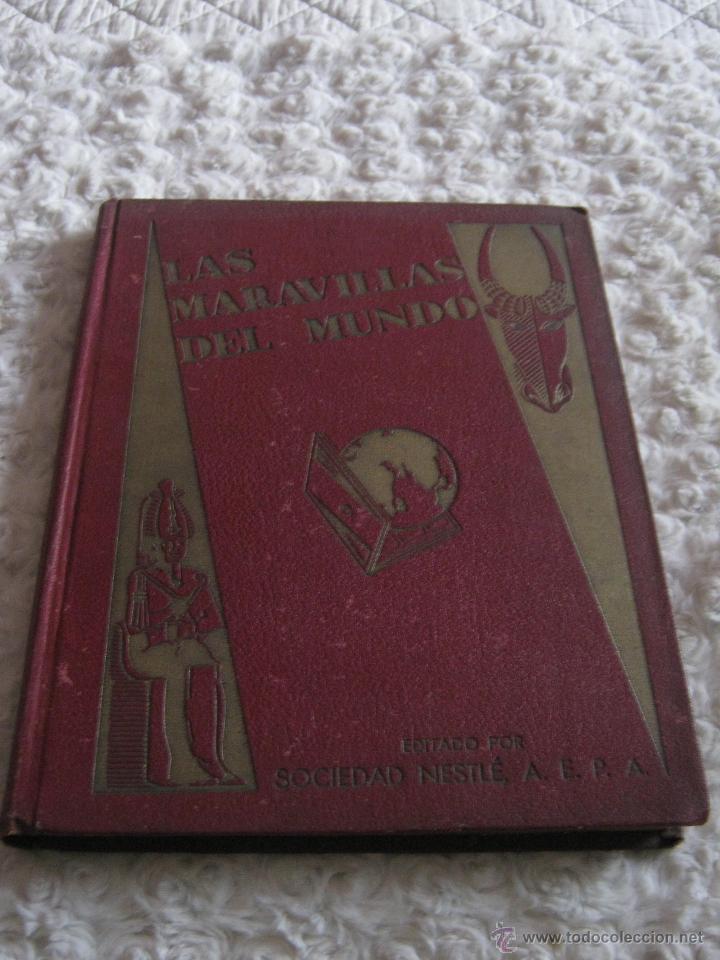 LAS
MARAVILLAS
DEL MUNDO
EDITADO POR
SOCIEDAD NESTLÉ, A. E. P. A.
© www.todocoleccion.net